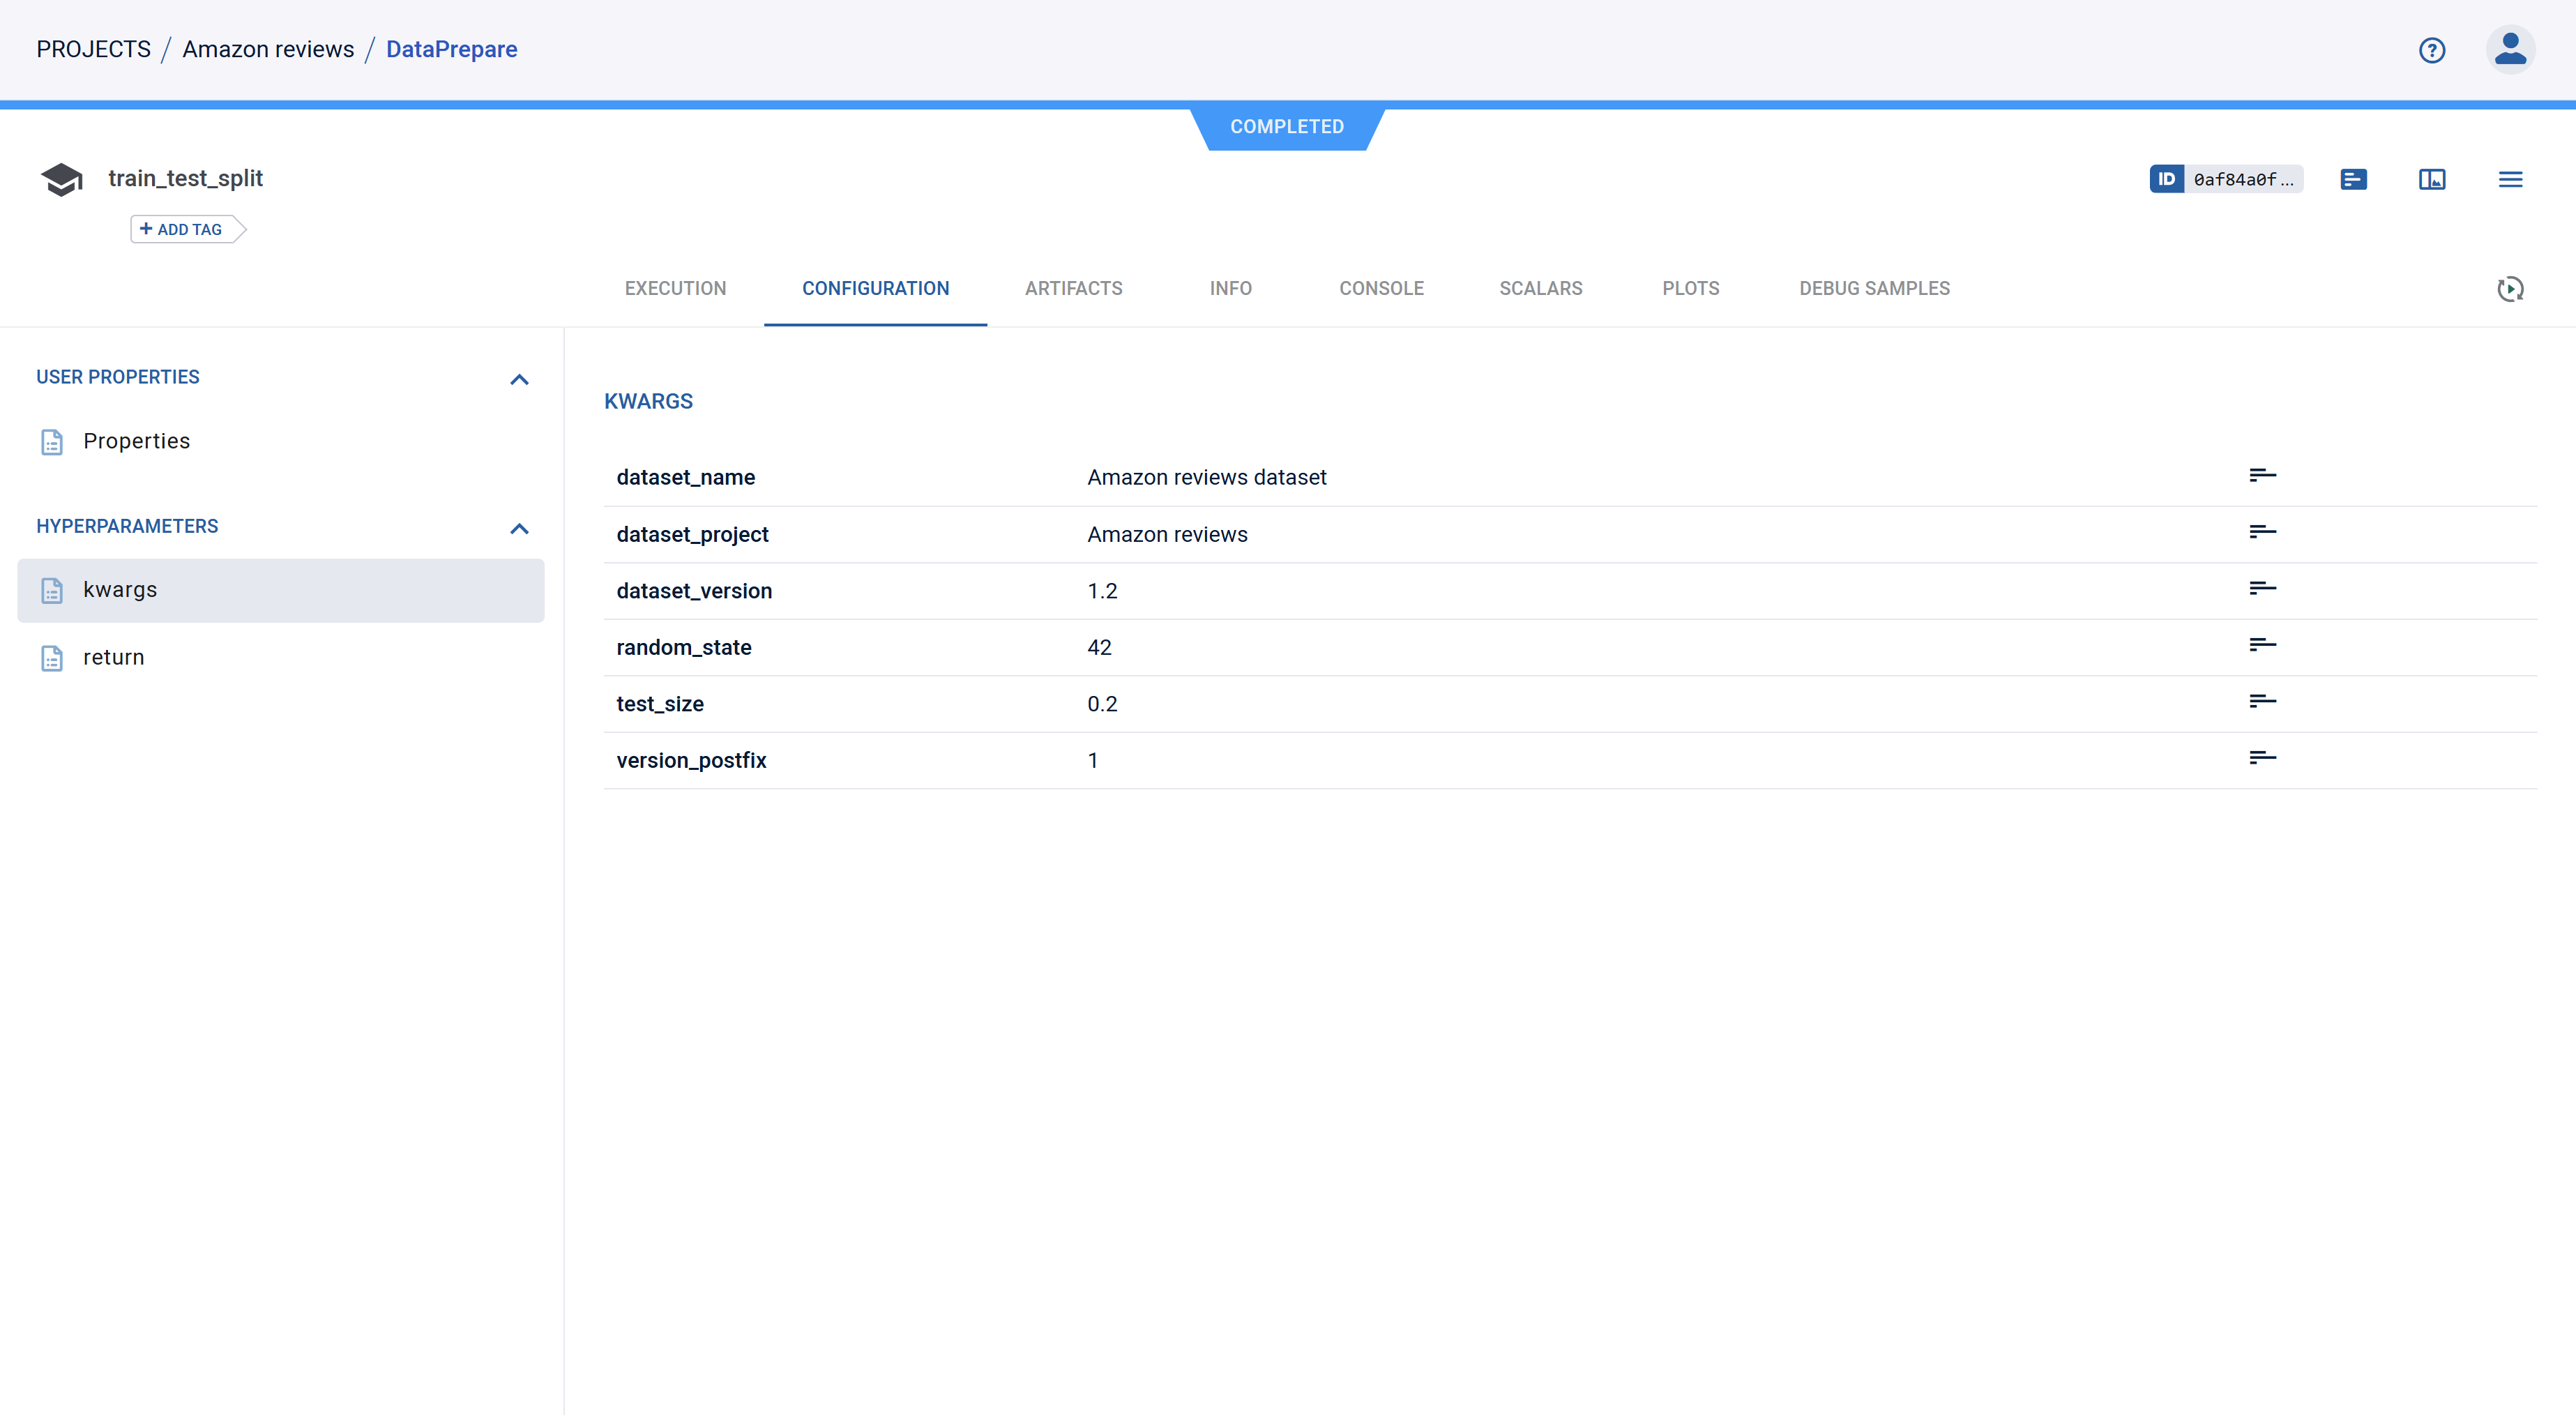 PROJECTS / Amazon reviews / DataPrepare
COMPLETED
train_test_split
ID 0af84a0f...
+ ADD TAG
EXECUTION CONFIGURATION ARTIFACTS INFO CONSOLE SCALARS PLOTS DEBUG SAMPLES
USER PROPERTIES
Properties
HYPERPARAMETERS
kwargs
return
KWARGS
dataset_name Amazon reviews dataset
dataset_project Amazon reviews
dataset_version 1.2
random_state 42
test_size 0.2
version_postfix 1